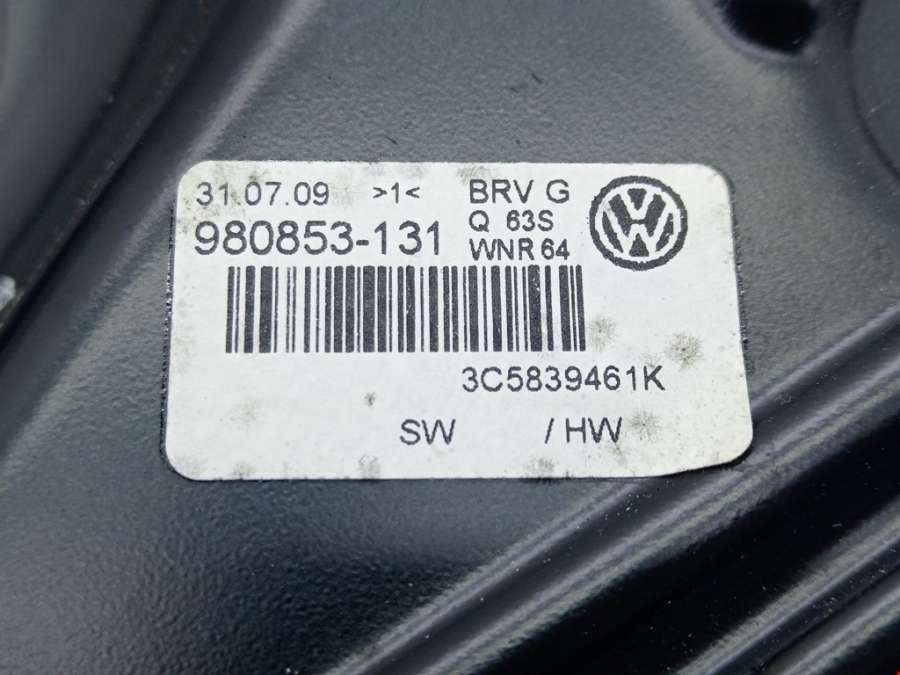 31.07.09 >1< BRV G
Q 63S
980853-131
WNR 64
3C5839461K
SW / HW